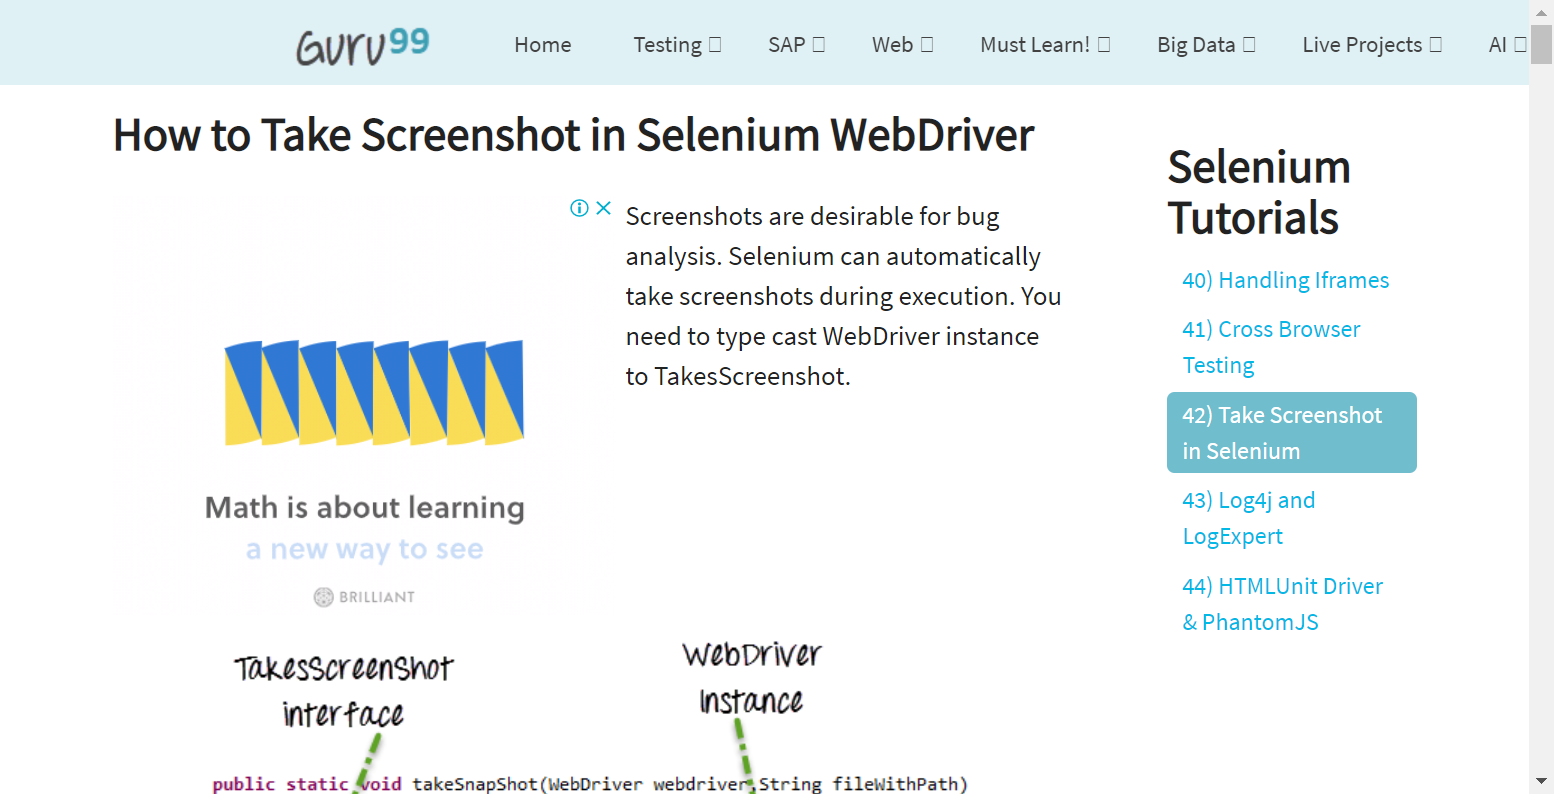 Guru99
Home
Testing
SAP
Web
Must Learn!
Big Data
Live Projects
AI
How to Take Screenshot in Selenium WebDriver
Screenshots are desirable for bug
analysis. Selenium can automatically
take screenshots during execution. You
need to type cast WebDriver instance
to TakesScreenshot.
Math is about learning
a new way to see
BRILLIANT
TakesScreenShot
interface
WebDriver
Instance
public static void takeSnapShot(WebDriver webdriver,String fileWithPath)
Selenium
Tutorials
40) Handling Iframes
41) Cross Browser
Testing
42) Take Screenshot
in Selenium
43) Log4j and
LogExpert
44) HTMLUnit Driver
& PhantomJS